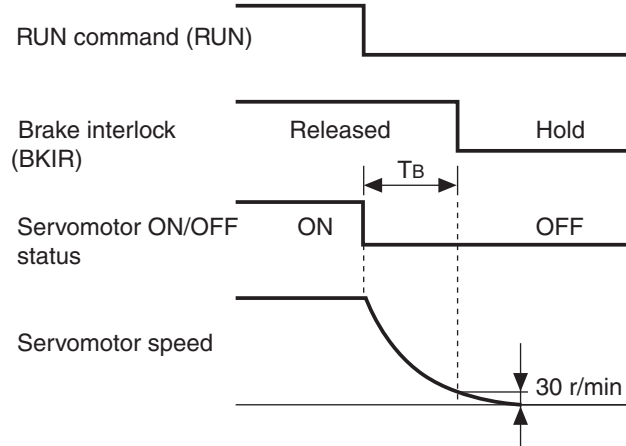 RUN command (RUN)
Brake interlock
(BKIR)
Released
Hold
TB
Servomotor ON/OFF
status
ON
OFF
Servomotor speed
30 r/min